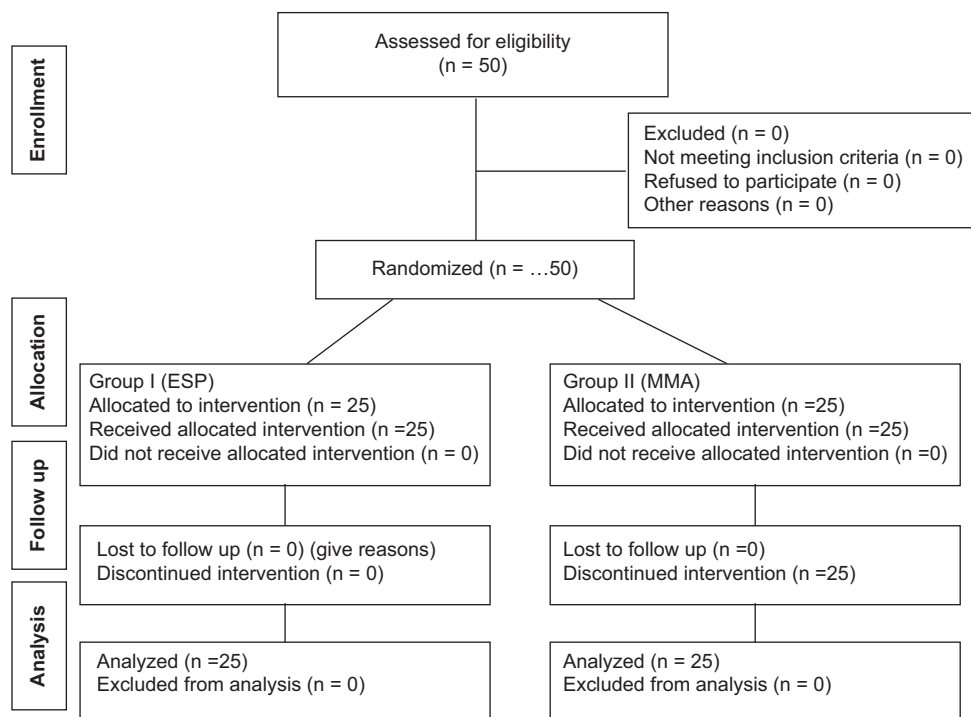 Enrollment
Assessed for eligibility
(n = 50)
Excluded (n = 0)
Not meeting inclusion criteria (n = 0)
Refused to participate (n = 0)
Other reasons (n = 0)
Randomized (n = …50)
Allocation
Group I (ESP)
Allocated to intervention (n = 25)
Received allocated intervention (n =25)
Did not receive allocated intervention (n = 0)
Group II (MMA)
Allocated to intervention (n =25)
Received allocated intervention (n =25)
Did not receive allocated intervention (n =0)
Follow up
Lost to follow up (n = 0) (give reasons)
Discontinued intervention (n = 0)
Lost to follow up (n =0)
Discontinued intervention (n =25)
Analysis
Analyzed (n =25)
Excluded from analysis (n = 0)
Analyzed (n = 25)
Excluded from analysis (n = 0)